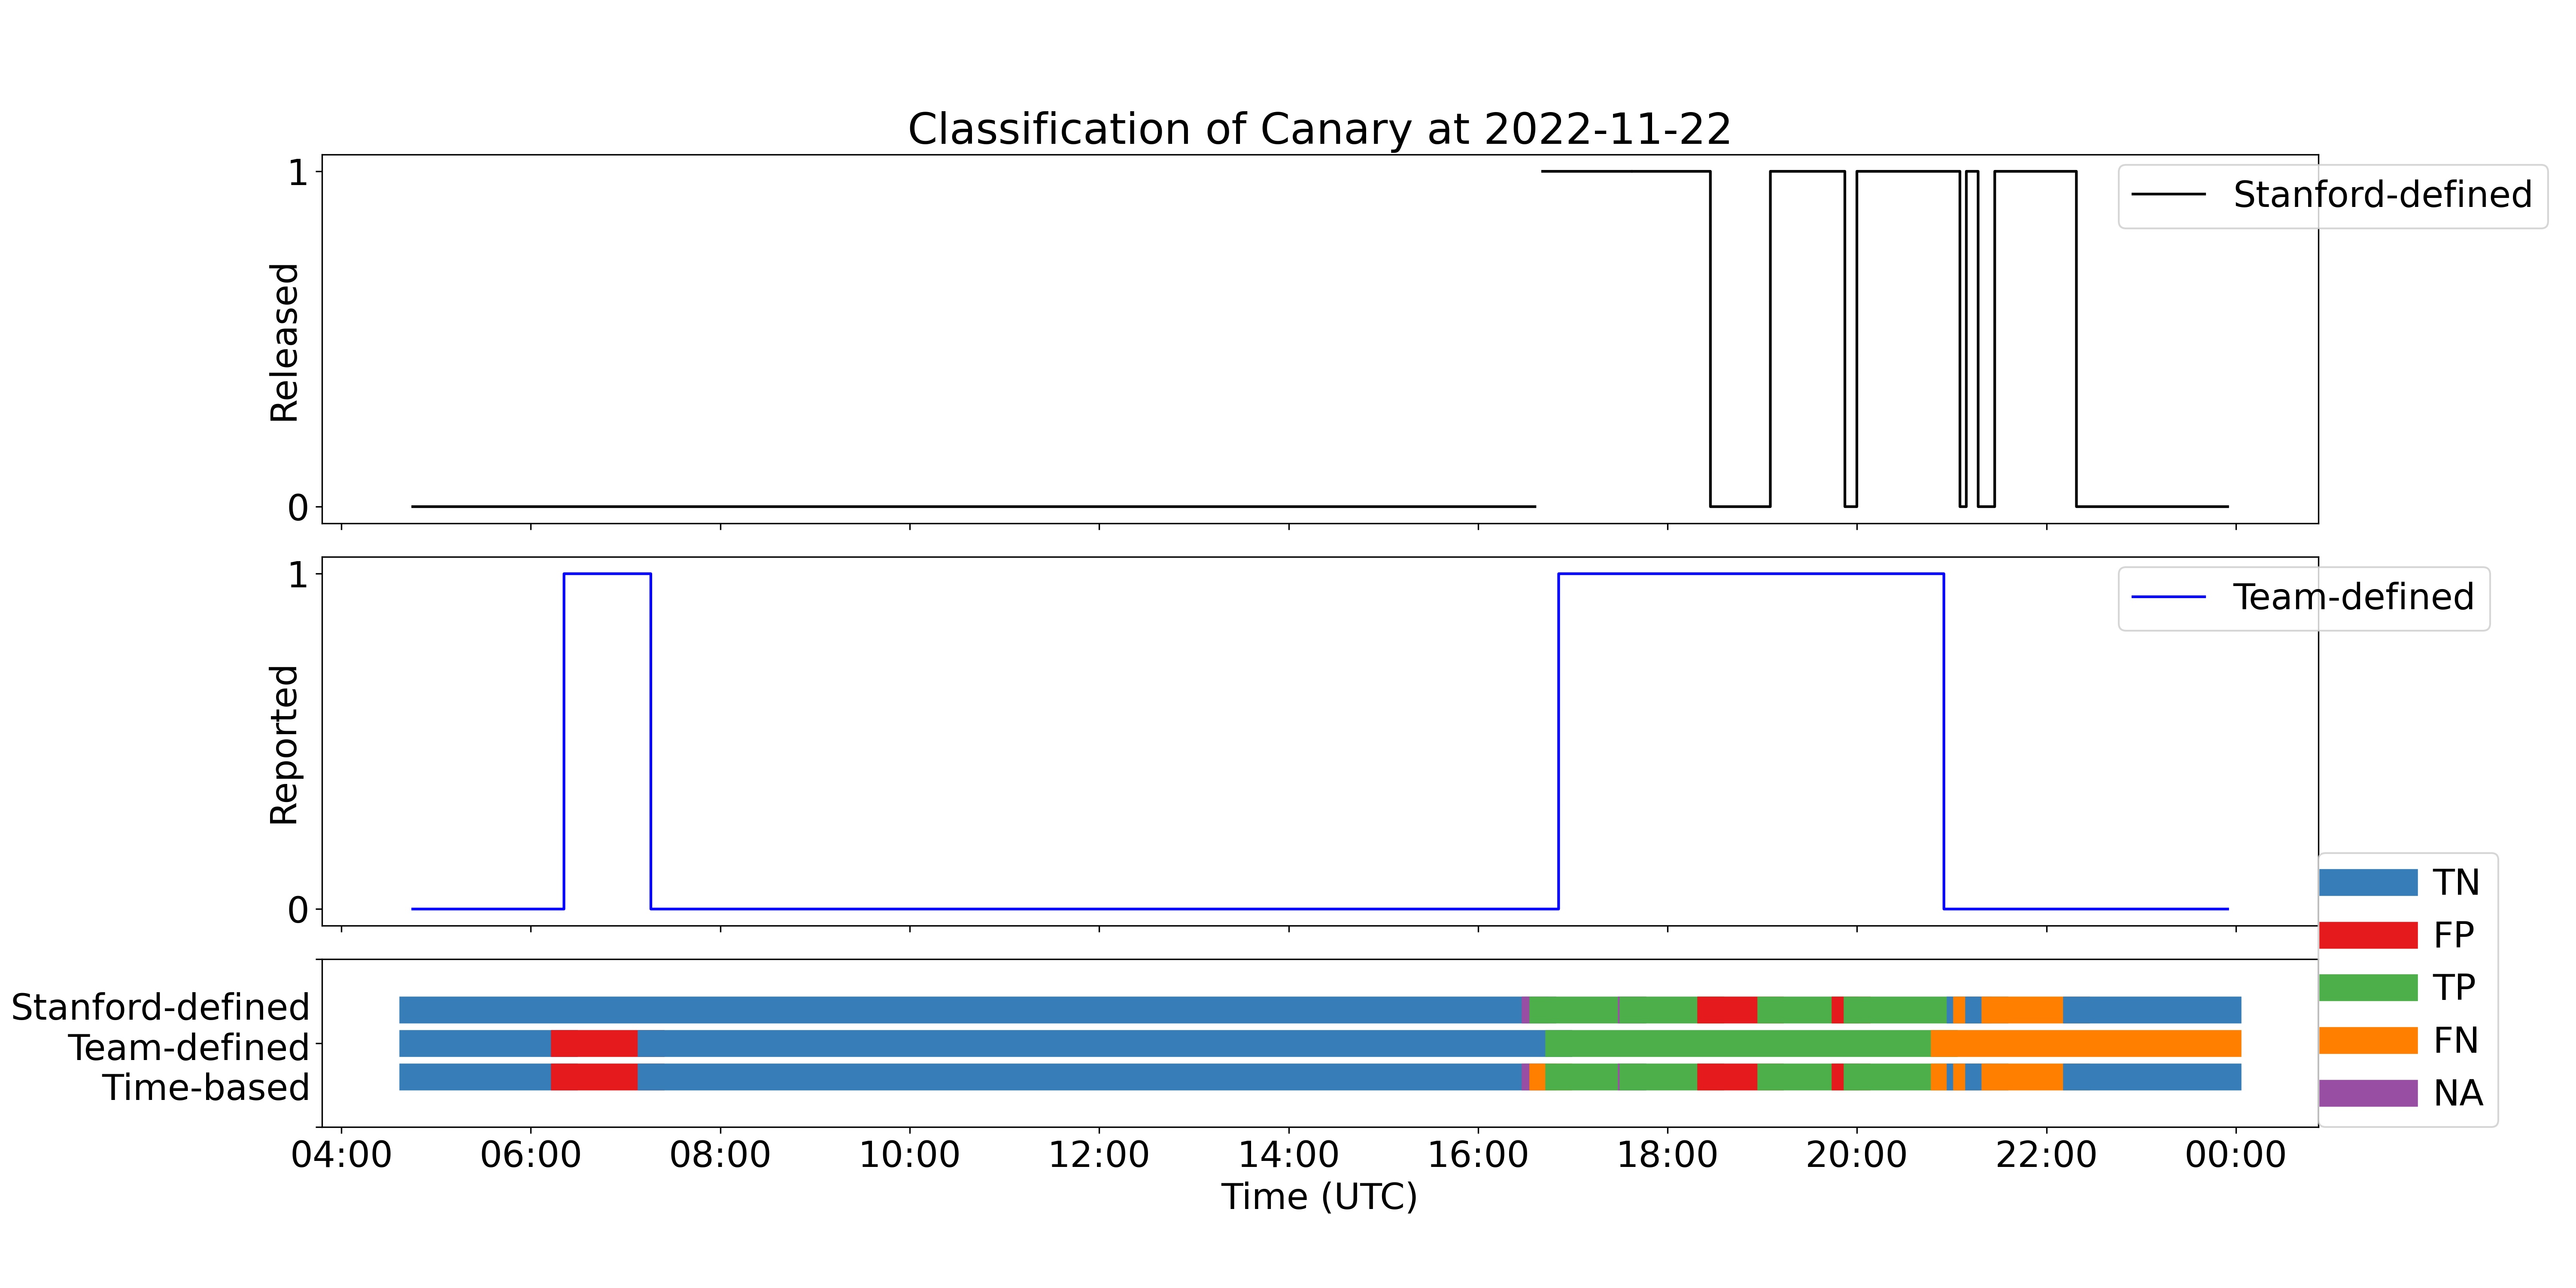 Classification of Canary at 2022-11-22
1
Released
0
Stanford-defined
1
Reported
0
Team-defined
TN
FP
TP
FN
NA
Stanford-defined
Team-defined
Time-based
04:00 06:00 08:00 10:00 12:00 14:00 16:00 18:00 20:00 22:00 00:00
Time (UTC)